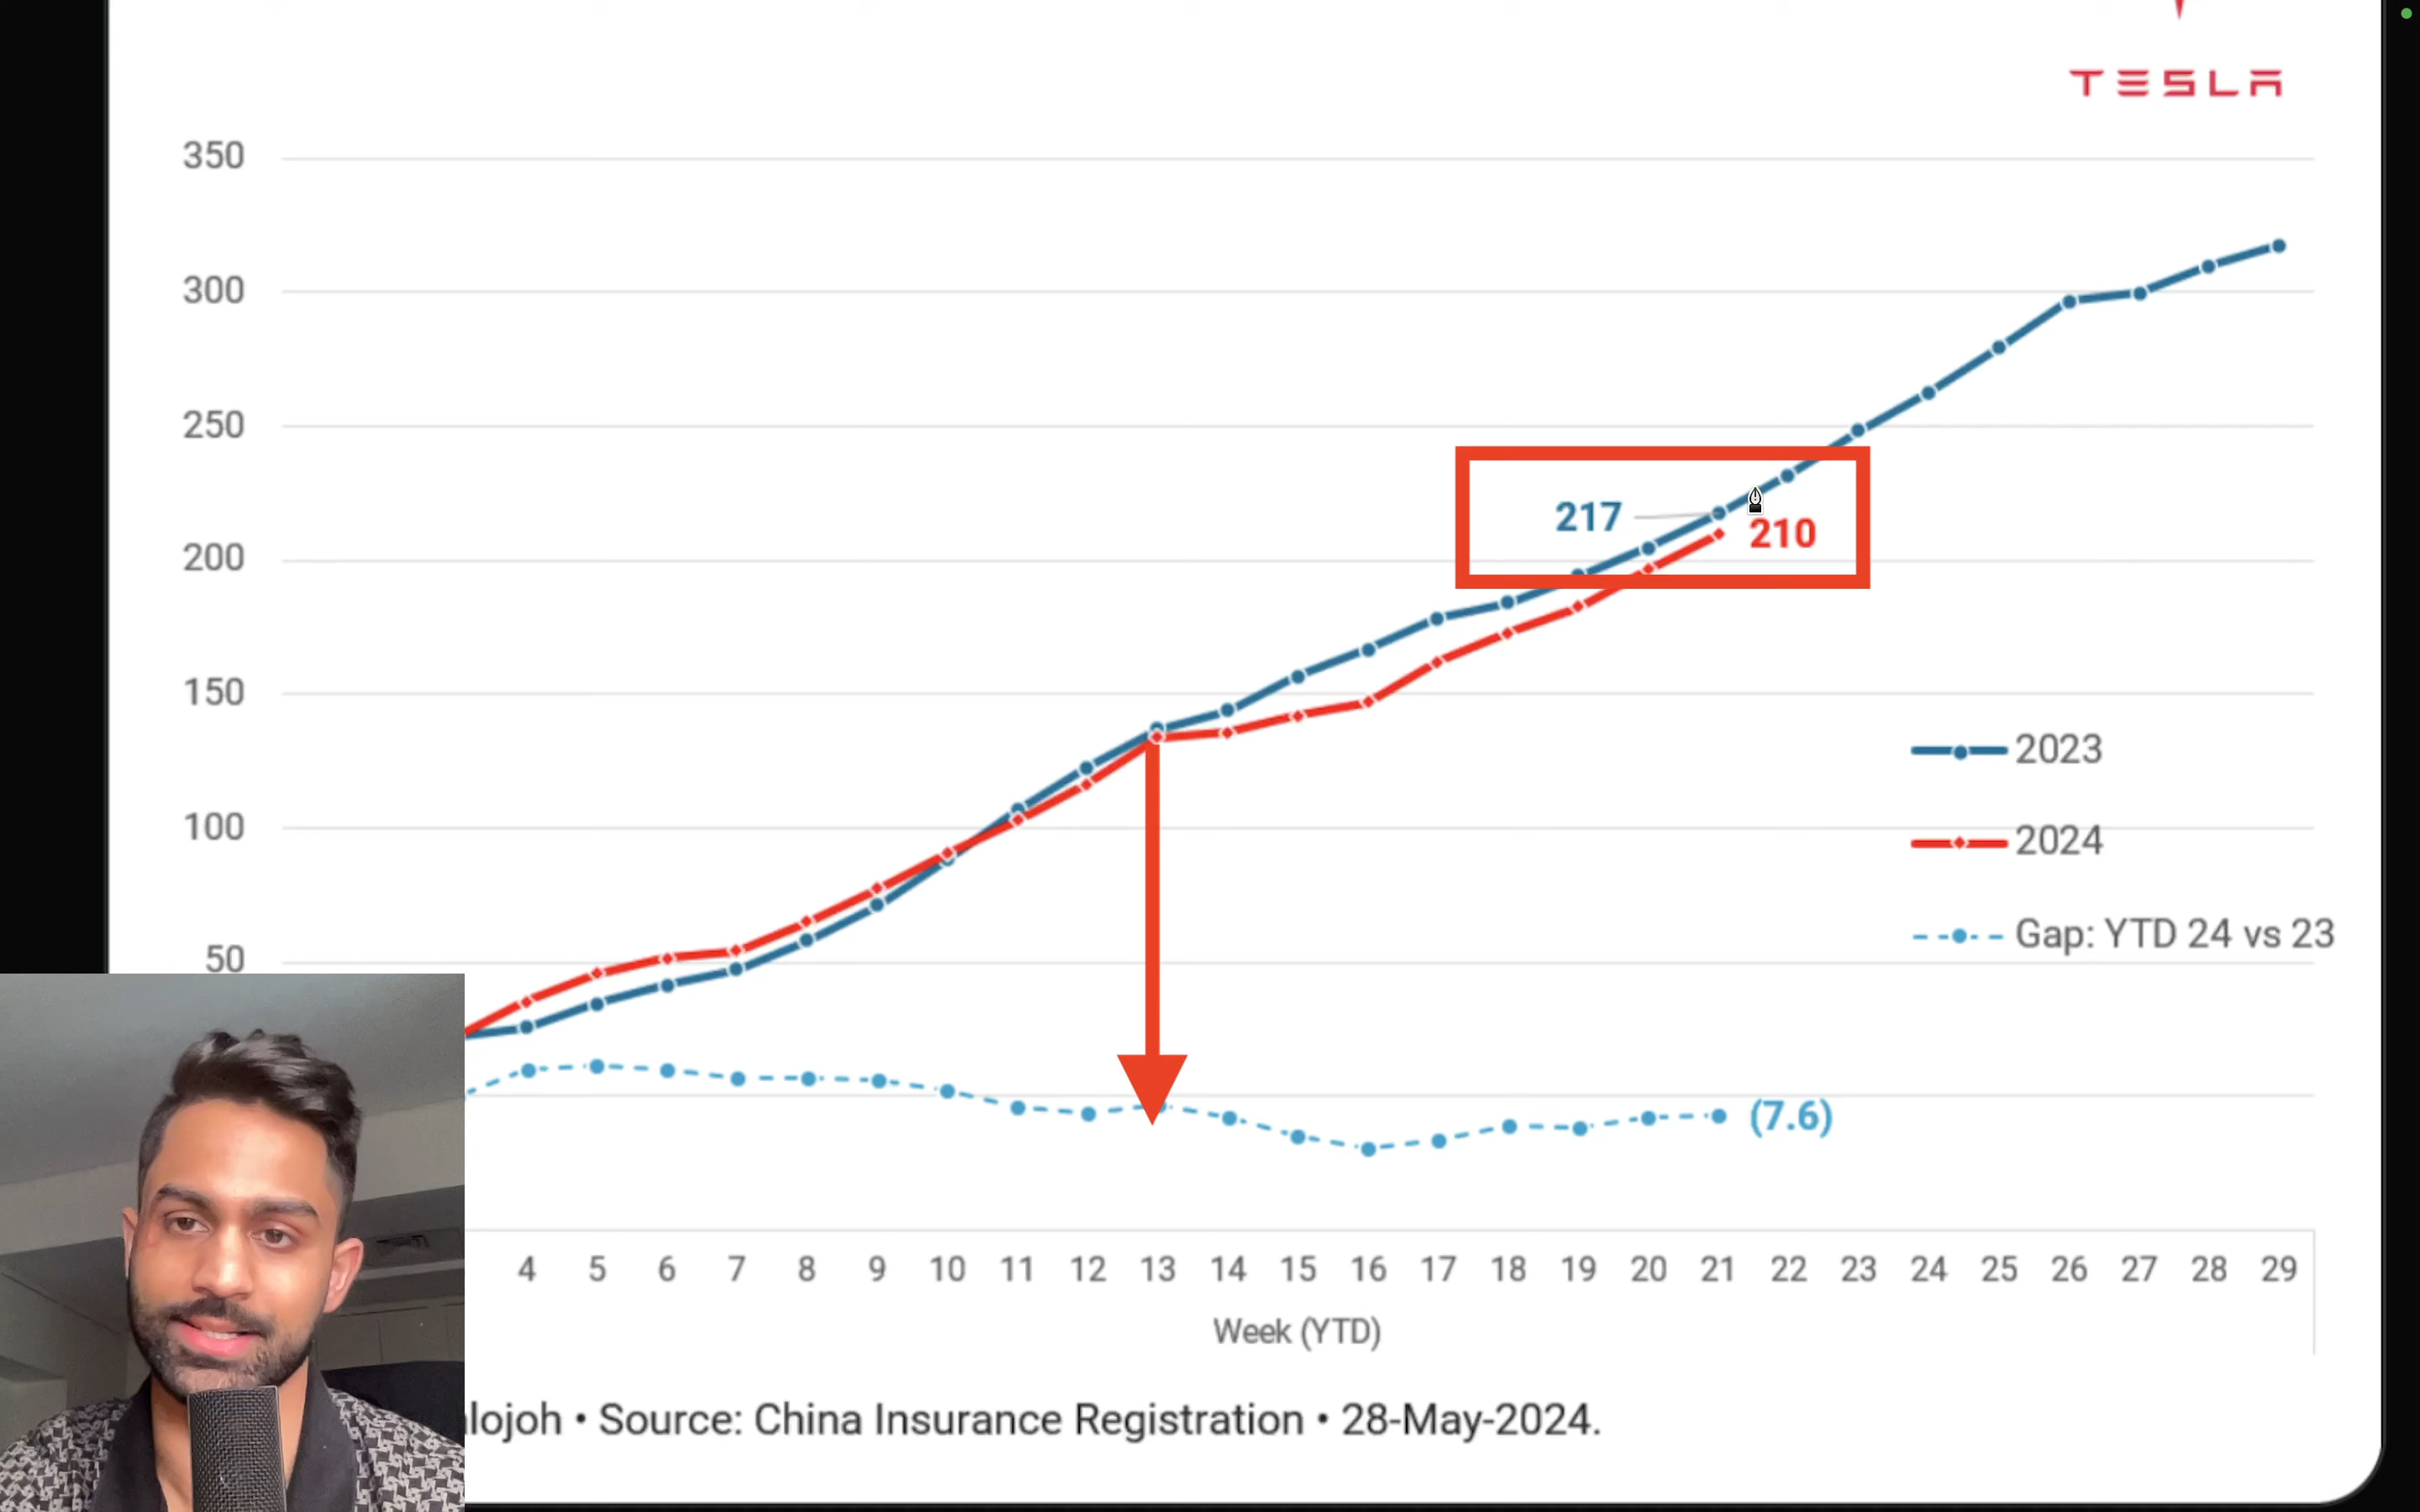 TESLA
350
300
250
200
150
100
50
217
210
2023
2024
Gap: YTD 24 vs 23
(7.6)
4 5 6 7 8 9 10 11 12 13 14 15 16 17 18 19 20 21 22 23 24 25 26 27 28 29
Week (YTD)
lojoh • Source: China Insurance Registration • 28-May-2024.